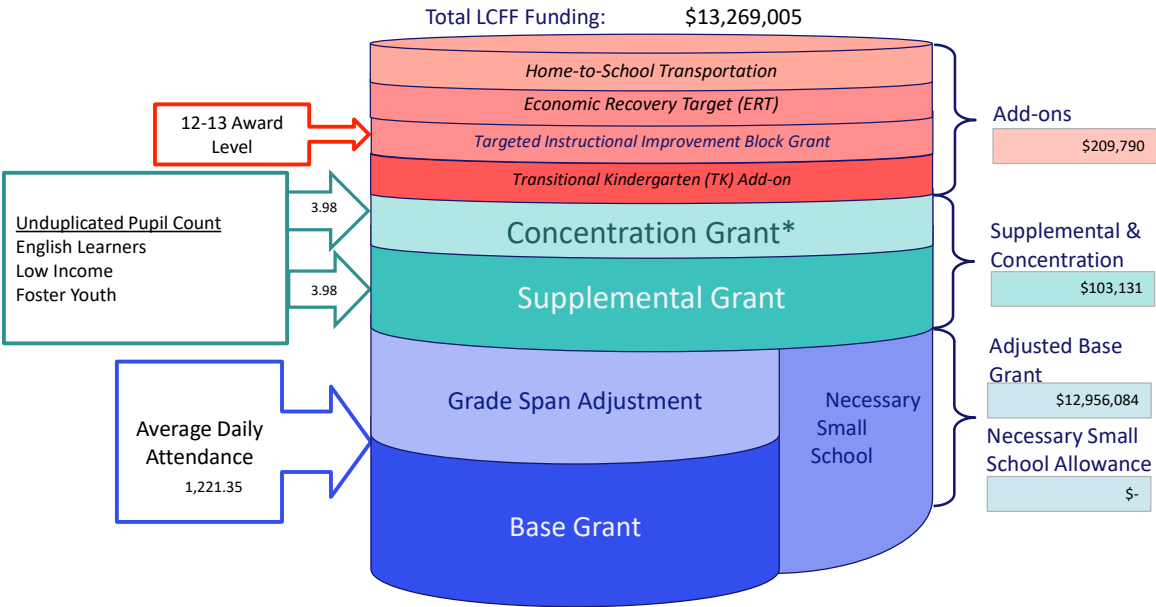 Total LCFF Funding: $13,269,005
Home-to-School Transportation
Economic Recovery Target (ERT)
Targeted Instructional Improvement Block Grant
Transitional Kindergarten (TK) Add-on
Concentration Grant*
Supplemental Grant
Grade Span Adjustment
Base Grant
Necessary
Small
School
12-13 Award
Level
Unduplicated Pupil Count
English Learners
Low Income
Foster Youth
3.98
3.98
Average Daily
Attendance
1,221.35
Add-ons
$209,790
Supplemental &
Concentration
$103,131
Adjusted Base
Grant
$12,956,084
Necessary Small
School Allowance
$-